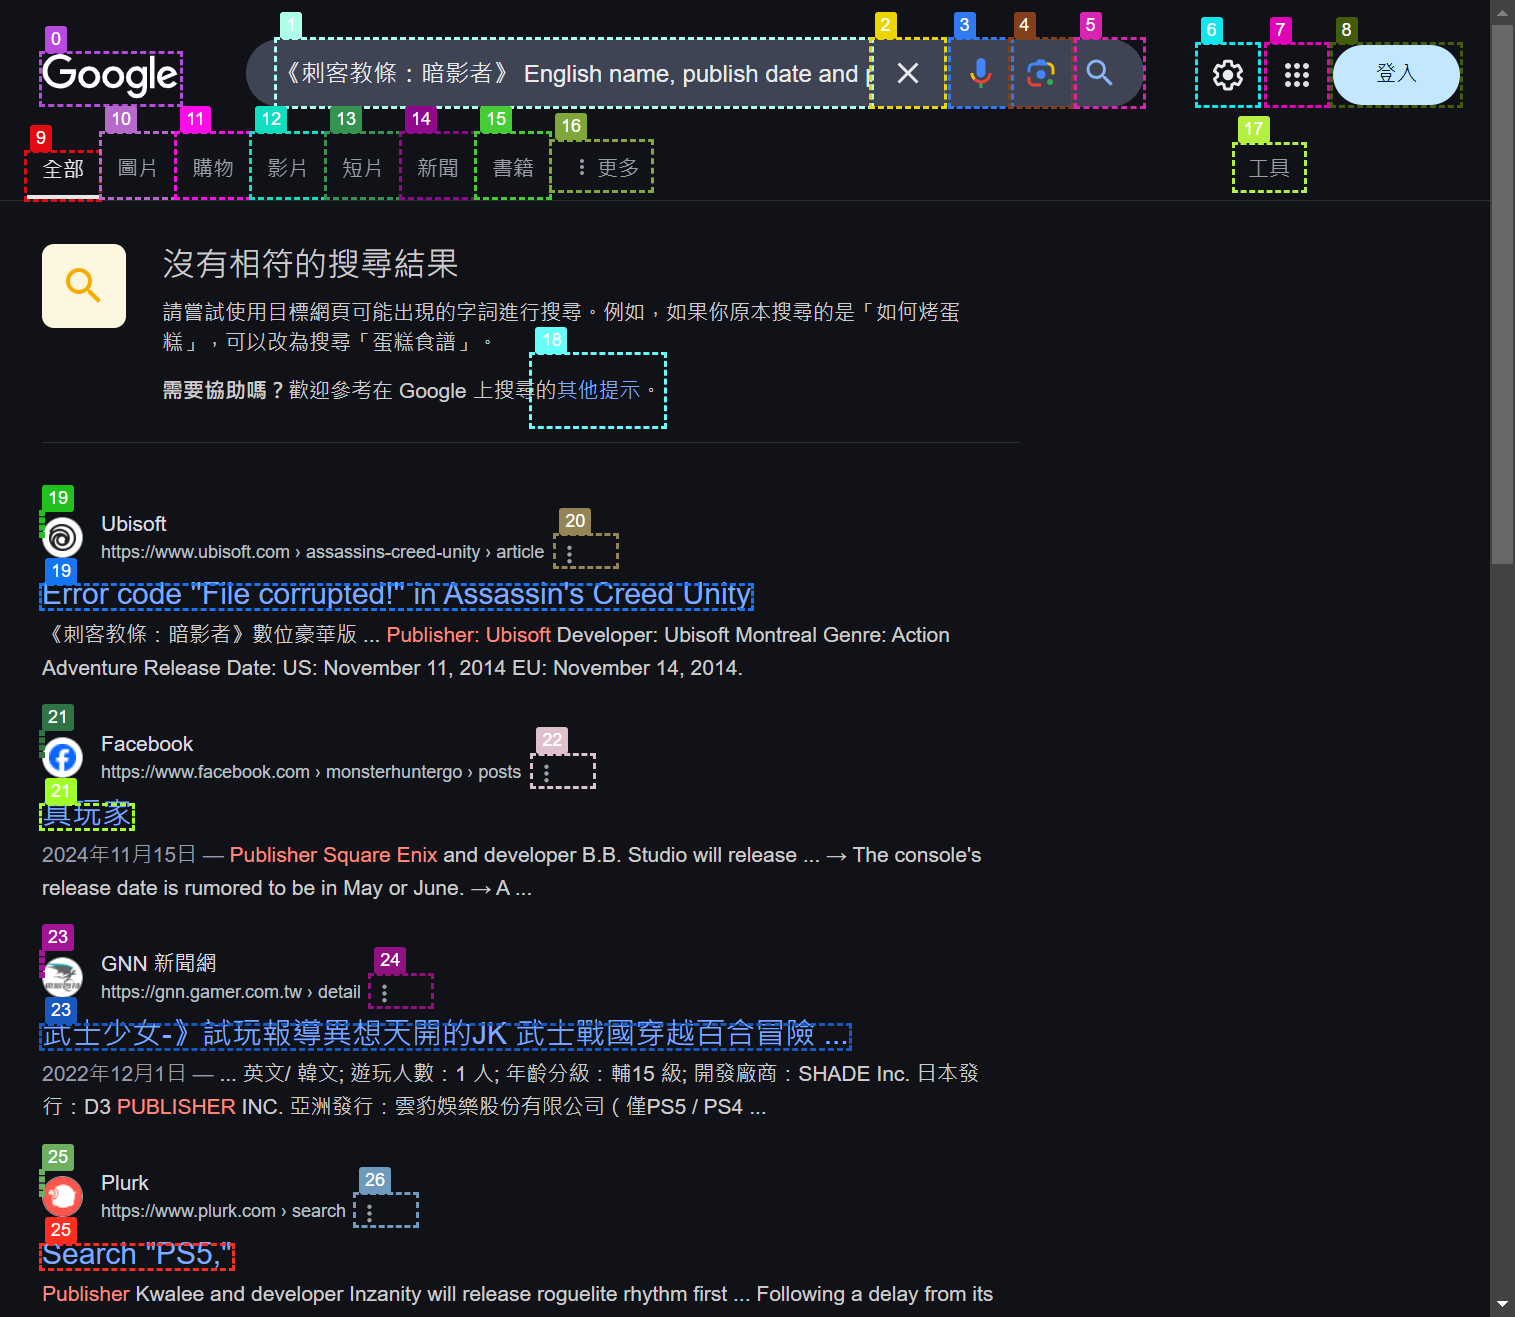 0
1
2
3
4
5
6
7
8
Google
《刺客教條：暗影者》 English name, publish date and p
登入
9
10
11
12
13
14
15
16
17
全部
圖片
購物
影片
短片
新聞
書籍
更多
工具
沒有相符的搜尋結果
請嘗試使用目標網頁可能出現的字詞進行搜尋。例如，如果你原本搜尋的是「如何烤蛋
糕」，可以改為搜尋「蛋糕食譜」。
18
需要協助嗎？歡迎參考在 Google 上搜尋的其他提示。
19
20
Ubisoft
https://www.ubisoft.com › assassins-creed-unity › article
19
Error code "File corrupted!" in Assassin's Creed Unity
《刺客教條：暗影者》數位豪華版 ... Publisher: Ubisoft Developer: Ubisoft Montreal Genre: Action
Adventure Release Date: US: November 11, 2014 EU: November 14, 2014.
21
22
Facebook
https://www.facebook.com › monsterhuntergo › posts
21
真玩家
2024年11月15日 — Publisher Square Enix and developer B.B. Studio will release ... → The console's
release date is rumored to be in May or June. → A ...
23
24
GNN 新聞網
https://gnn.gamer.com.tw › detail
23
武士少女-》試玩報導異想天開的JK 武士戰國穿越百合冒險 ...
2022年12月1日 — ... 英文/ 韓文; 遊玩人數：1 人; 年齡分級：輔15 級; 開發廠商：SHADE Inc. 日本發
行：D3 PUBLISHER INC. 亞洲發行：雲豹娛樂股份有限公司（僅PS5 / PS4 ...
25
26
Plurk
https://www.plurk.com › search
25
Search "PS5,"
Publisher Kwalee and developer Inzanity will release roguelite rhythm first ... Following a delay from its